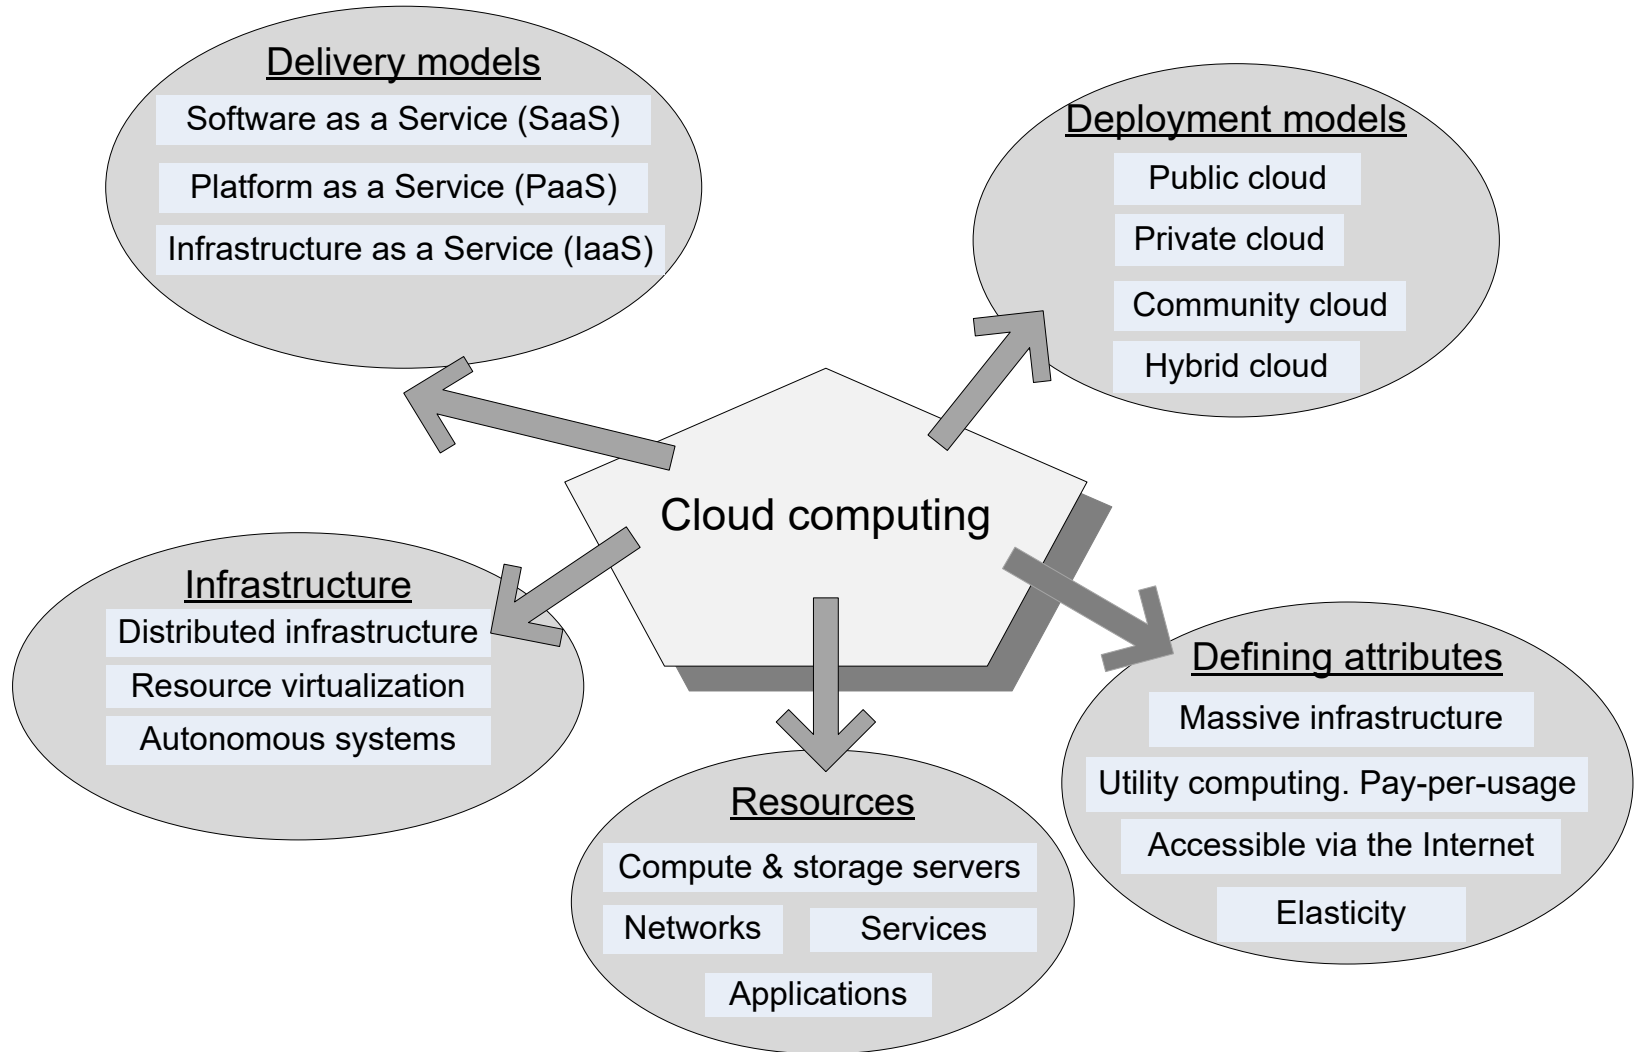 Delivery models
Software as a Service (SaaS)
Platform as a Service (PaaS)
Infrastructure as a Service (IaaS)
Deployment models
Public cloud
Private cloud
Community cloud
Hybrid cloud
Cloud computing
Infrastructure
Distributed infrastructure
Resource virtualization
Autonomous systems
Resources
Compute & storage servers
Networks
Services
Applications
Defining attributes
Massive infrastructure
Utility computing. Pay-per-usage
Accessible via the Internet
Elasticity